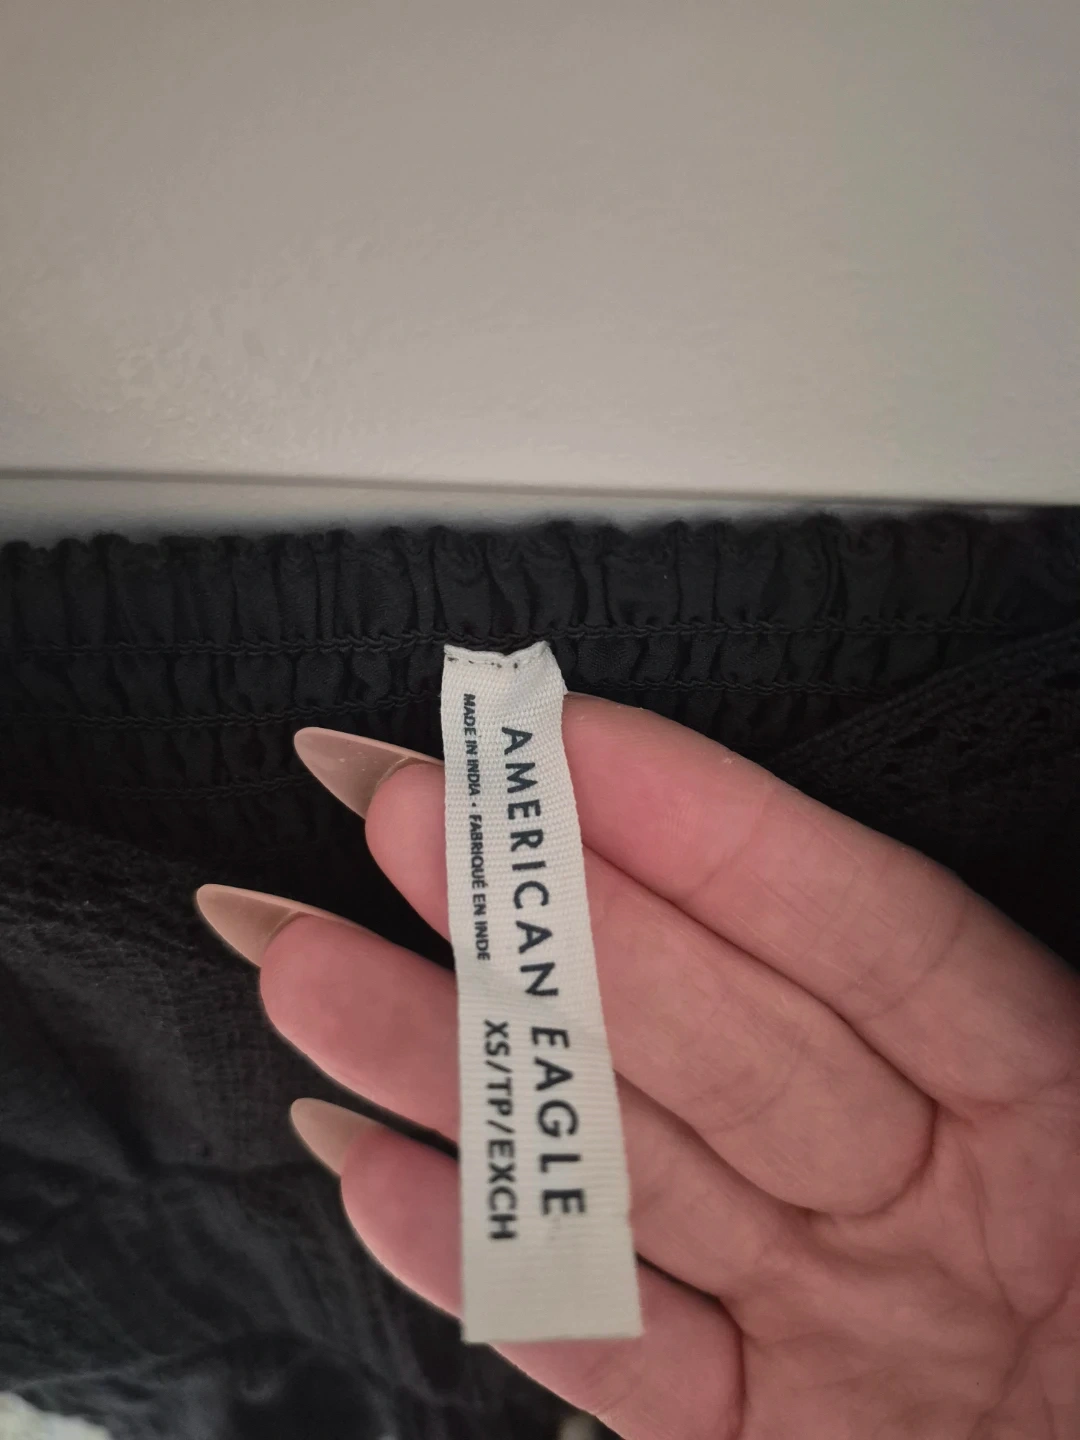 AMERICAN EAGLE
MADE IN INDIA • FABRIQUÉ EN INDE
XS/TP/EXCH